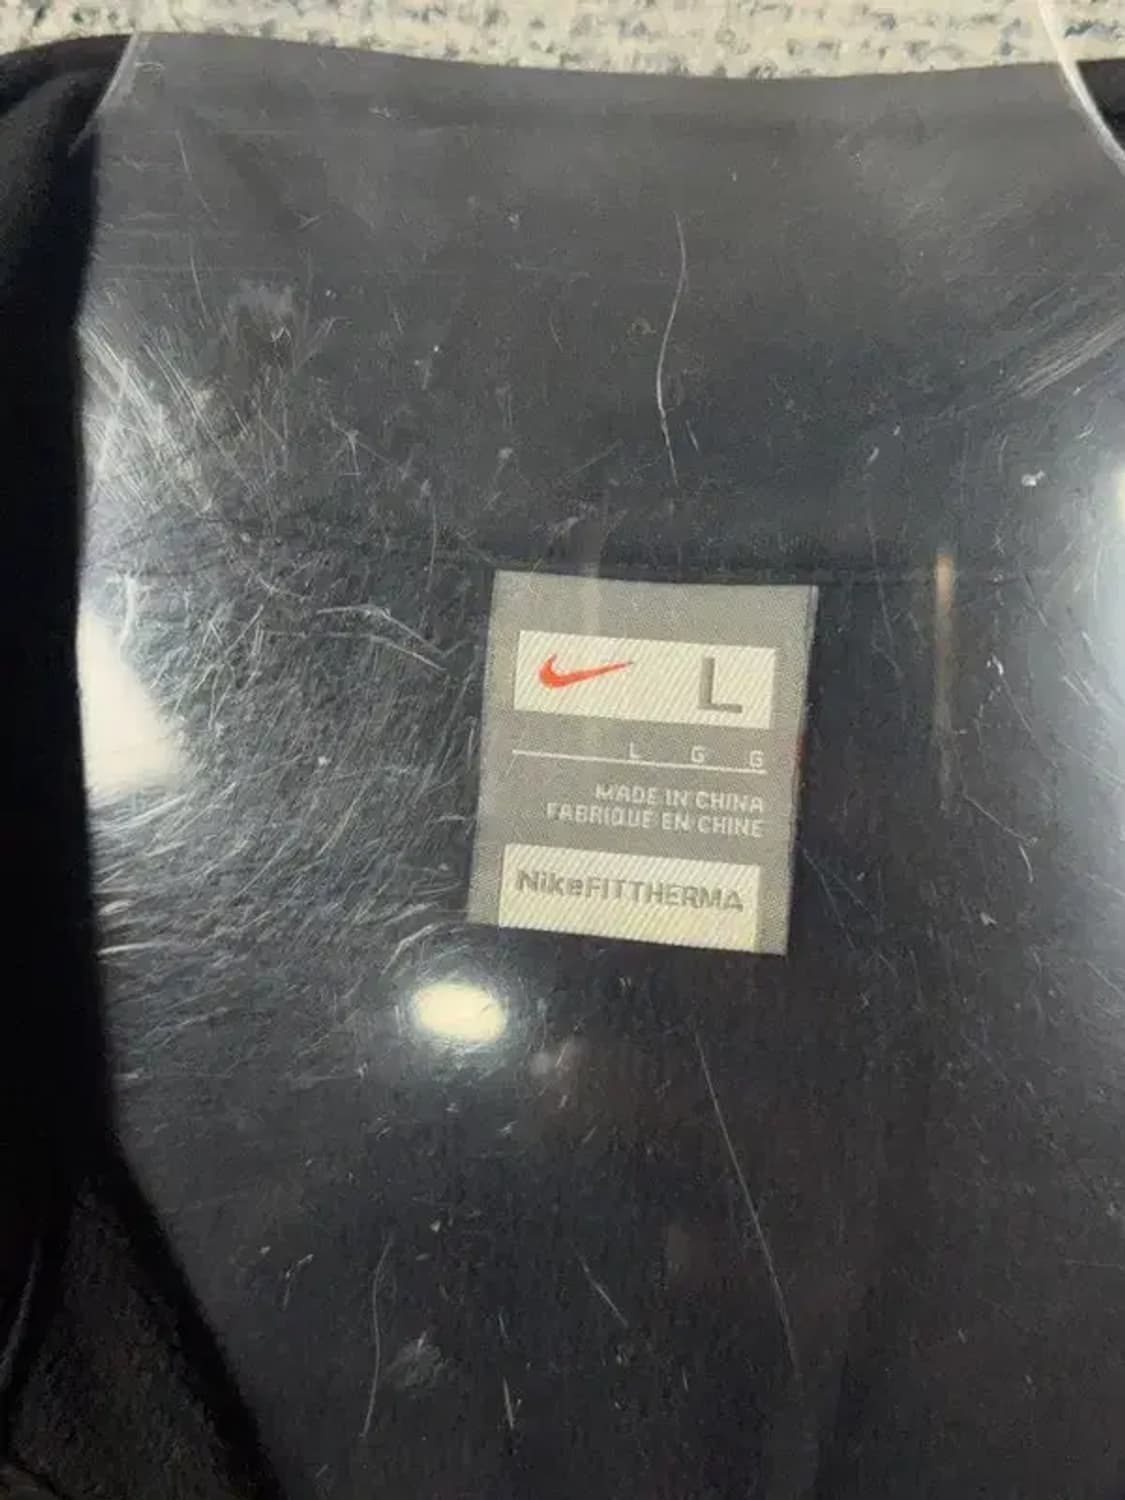 L
L G G
MADE IN CHINA
FABRIQUE EN CHINE
NikeFITTHERMA